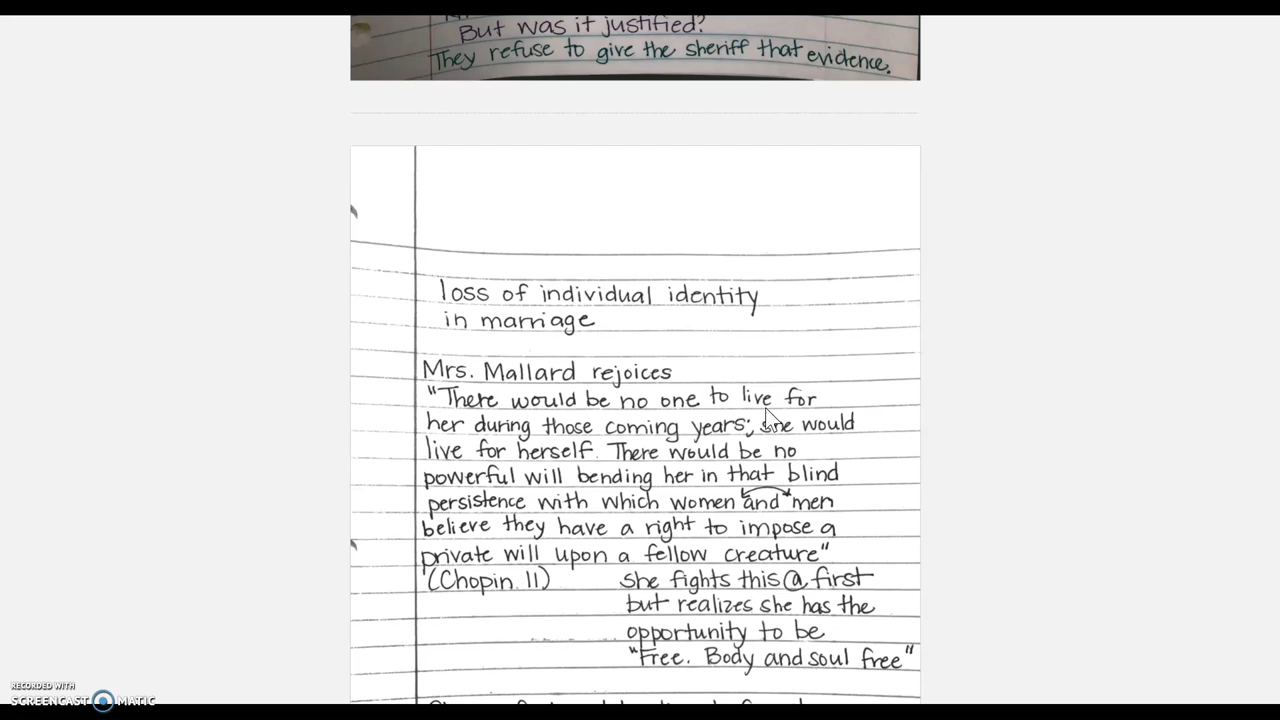 But was it justified?
They refuse to give the sheriff that evidence.
loss of individual identity
in marriage
Mrs. Mallard rejoices
"There would be no one to live for
her during those coming years; she would
live for herself. There would be no
powerful will bending her in that blind
persistence with which women and men
believe they have a right to impose a
private will upon a fellow creature"
(Chopin 11)
she fights this @ first
but realizes she has the
opportunity to be
"Free. Body and soul free"
RECORDED WITH
SCREENCAST MATIC